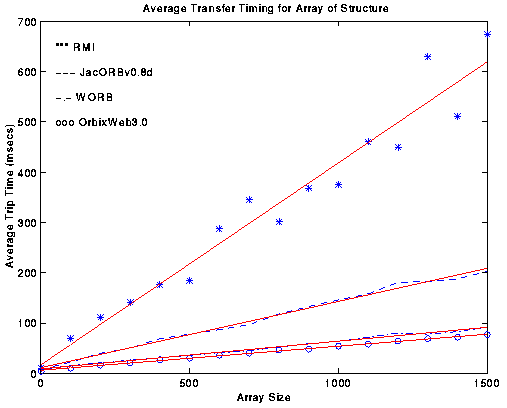 Average Transfer Timing for Array of Structure
700
600
500
400
300
200
100
0
Average Trip Time (msecs)
*** RMI
--- JacORBv0.8d
-.-. WORB
ooo OrbixWeb3.0
0
500
1000
1500
Array Size